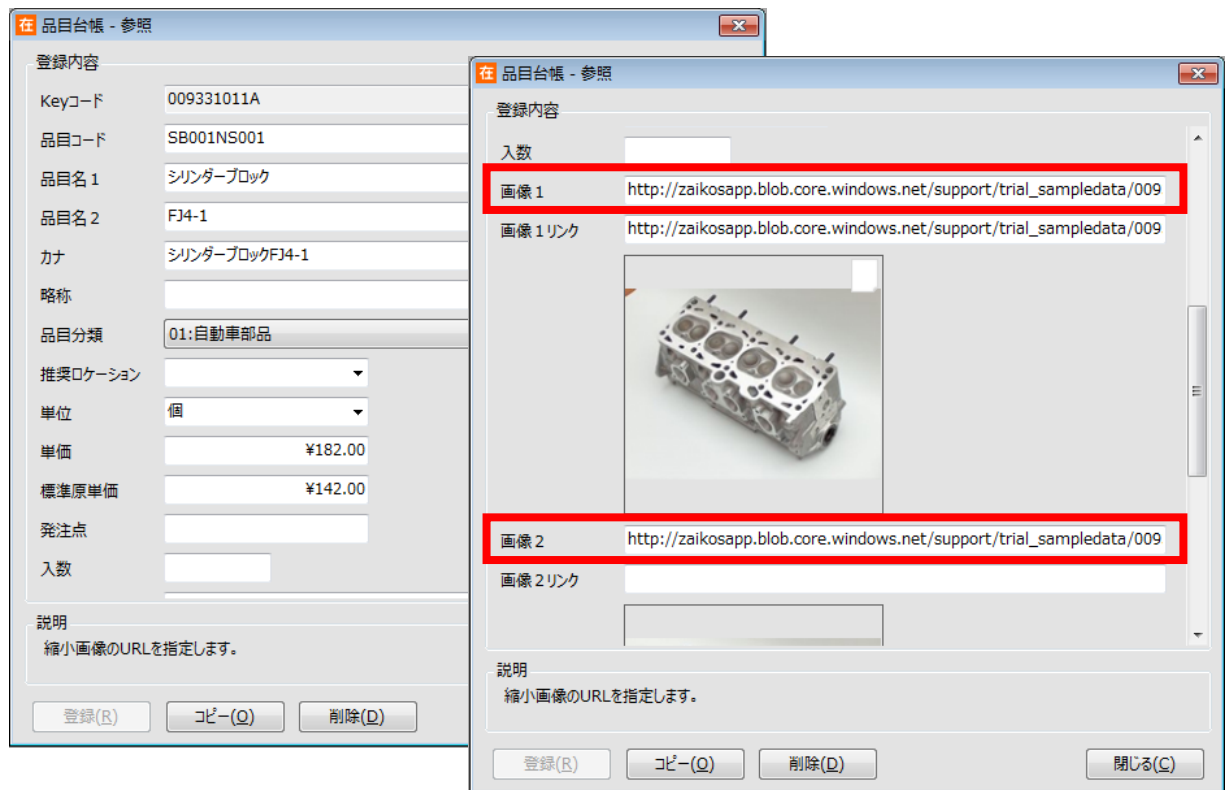 在 品目台帳 - 参照
登録内容
Keyコード 009331011A
品目コード SB001NS001
品目名1 シリンダーブロック
品目名2 FJ4-1
カナ シリンダーブロックFJ4-1
略称
品目分類 01:自動車部品
推奨ロケーション
単位 個
単価 ¥182.00
標準原単価 ¥142.00
発注点
入数
説明
縮小画像のURLを指定します。
登録(R) コピー(O) 削除(D)
在 品目台帳 - 参照
登録内容
入数
画像1 http://zaikosapp.blob.core.windows.net/support/trial_sampledata/009
画像1リンク http://zaikosapp.blob.core.windows.net/support/trial_sampledata/009
画像2 http://zaikosapp.blob.core.windows.net/support/trial_sampledata/009
画像2リンク
説明
縮小画像のURLを指定します。
登録(R) コピー(O) 削除(D) 閉じる(C)